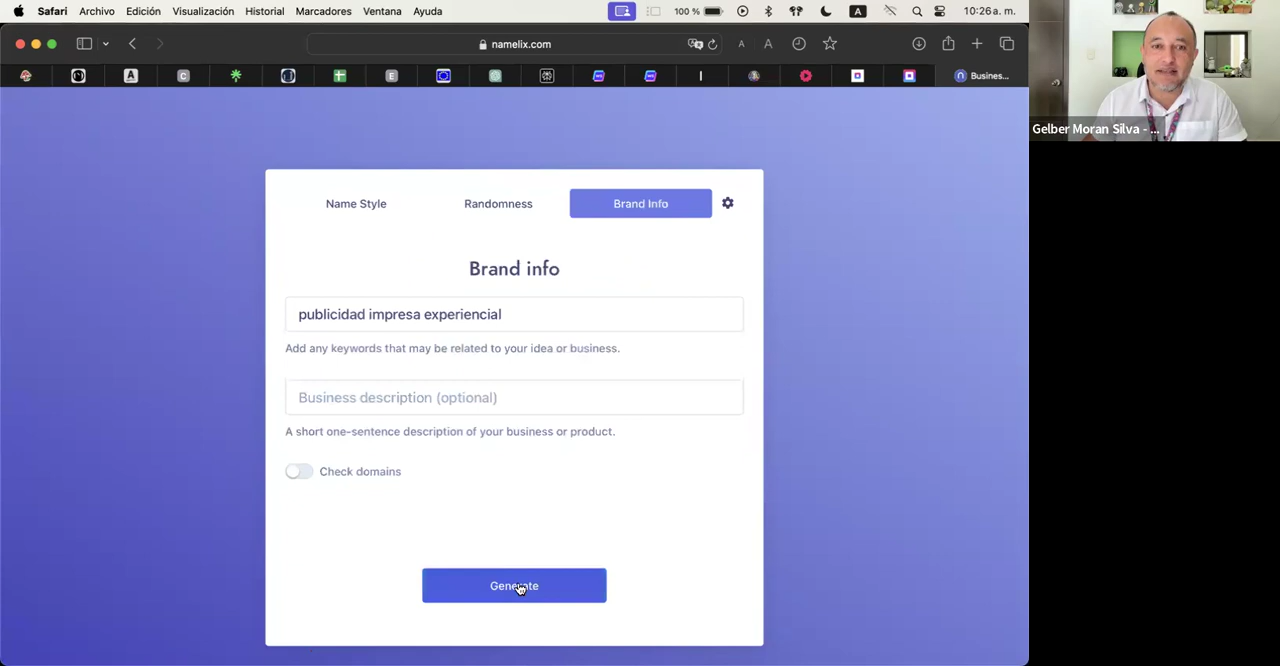 Safari Archivo Edición Visualización Historial Marcadores Ventana Ayuda 100 % A 10:26 a. m.
namelix.com A A
A C E Busines...
Gelber Moran Silva - ...
Name Style Randomness Brand Info
Brand info
publicidad impresa experiencial
Add any keywords that may be related to your idea or business.
Business description (optional)
A short one-sentence description of your business or product.
Check domains
Generate